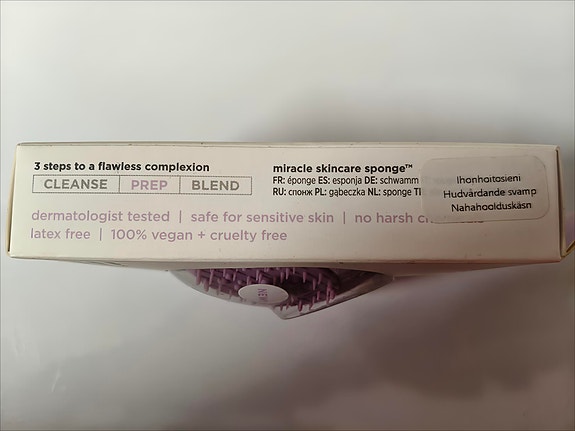 3 steps to a flawless complexion
CLEANSE PREP BLEND
dermatologist tested | safe for sensitive skin | no harsh
latex free | 100% vegan + cruelty free
miracle skincare sponge™
FR: éponge ES: esponja DE: schwamm
RU: спонж PL: gąbeczka NL: sponge
Ihonhoitosieni
Hudvårdande svamp
Nahahoolduskäsn